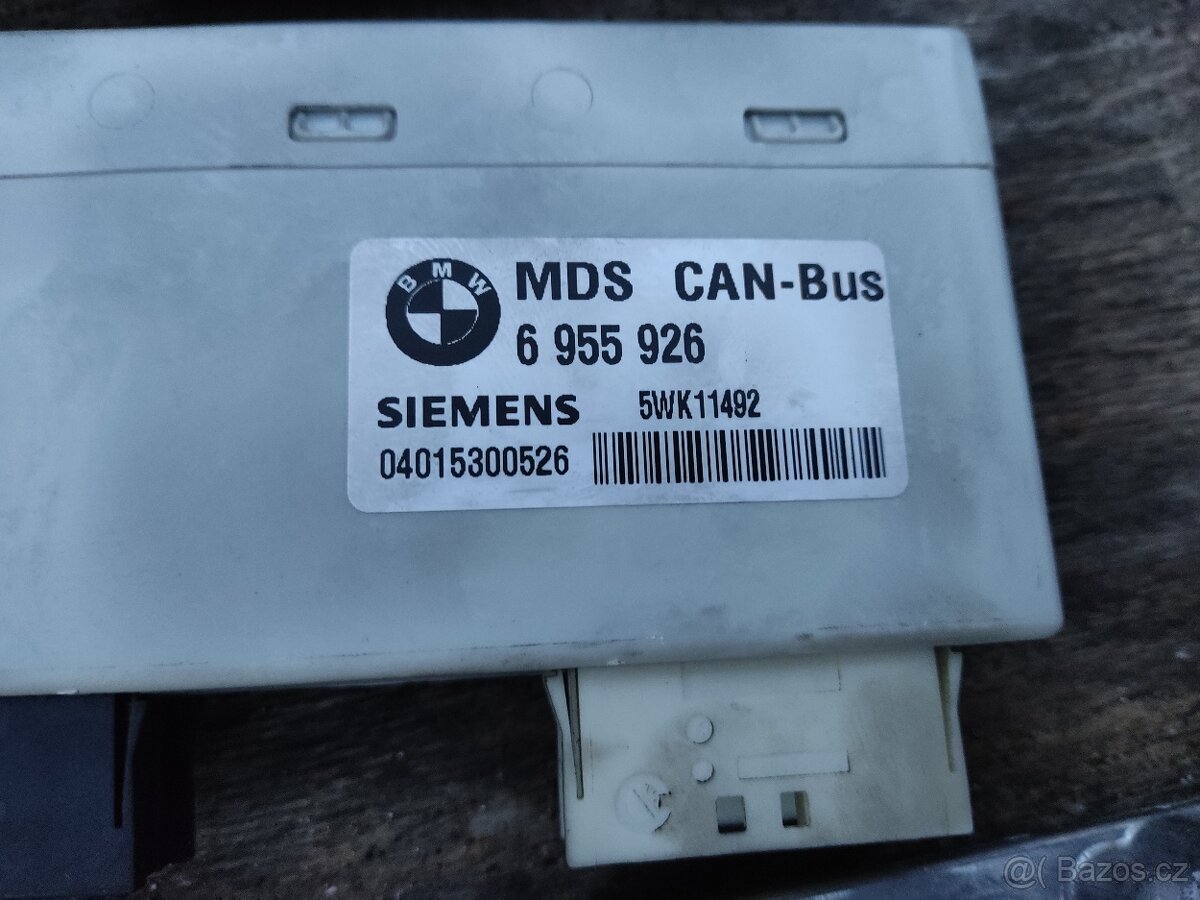 BMW
MDS CAN-Bus
6 955 926
SIEMENS 5WK11492
04015300526
@( Bazos.cz